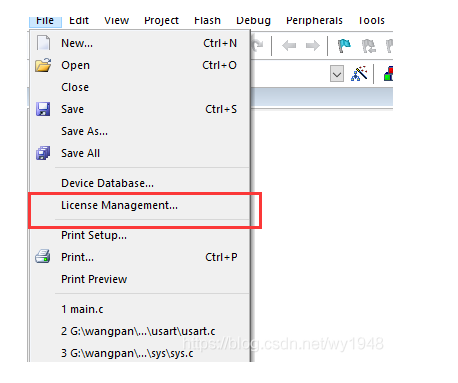 File Edit View Project Flash Debug Peripherals Tools
New... Ctrl+N
Open Ctrl+O
Close
Save Ctrl+S
Save As...
Save All
Device Database...
License Management...
Print Setup...
Print... Ctrl+P
Print Preview
1 main.c
2 G:\wangpan\...\usart\usart.c
3 G:\wangpan\...\sys\sys.c
https://blog.csdn.net/wy1948